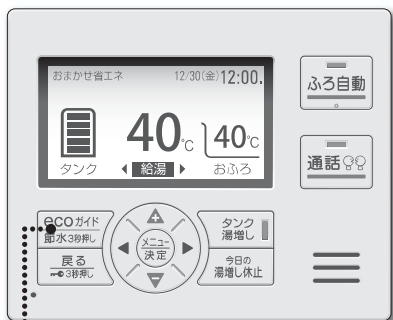 おまかせ省エネ 12/30(金)12:00.
40℃ 40℃
タンク ◀ 給湯 ▶ おふろ
ふろ自動
通話
ecoガイド
節水3秒押し
戻る
3秒押し
メニュー
決定
タンク
湯増し
今日の
湯増し休止